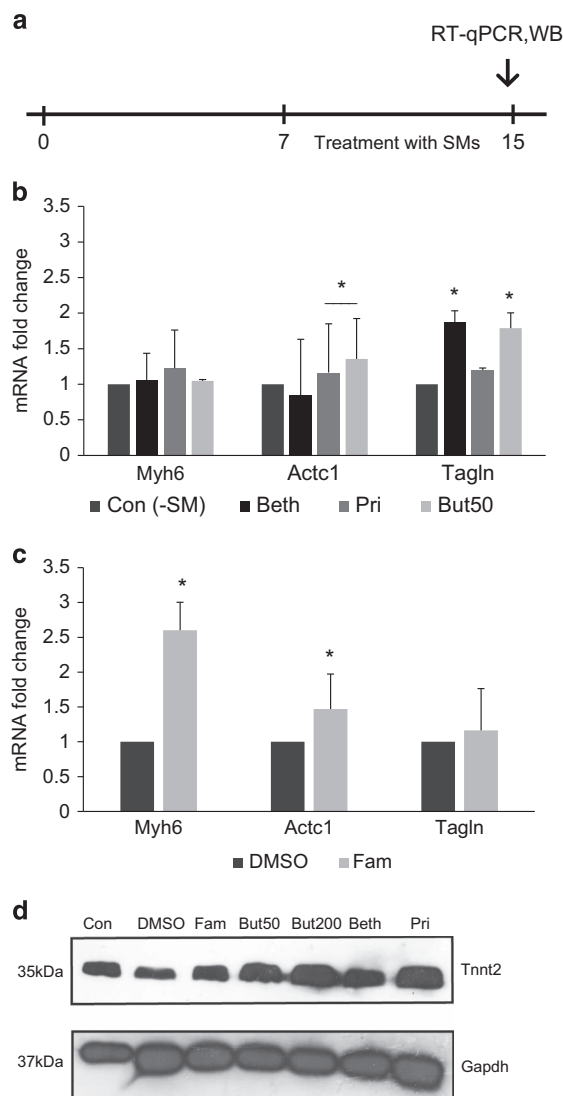 a
RT-qPCR,WB
0 7 Treatment with SMs 15
b
mRNA fold change
3.5
3
2.5
2
1.5
1
0.5
0
*
* *
Myh6 Actc1 Tagln
Con (-SM) Beth Pri But50
c
mRNA fold change
3.5
3
2.5
2
1.5
1
0.5
0
*
*
Myh6 Actc1 Tagln
DMSO Fam
d
Con DMSO Fam But50 But200 Beth Pri
35kDa Tnnt2
37kDa Gapdh